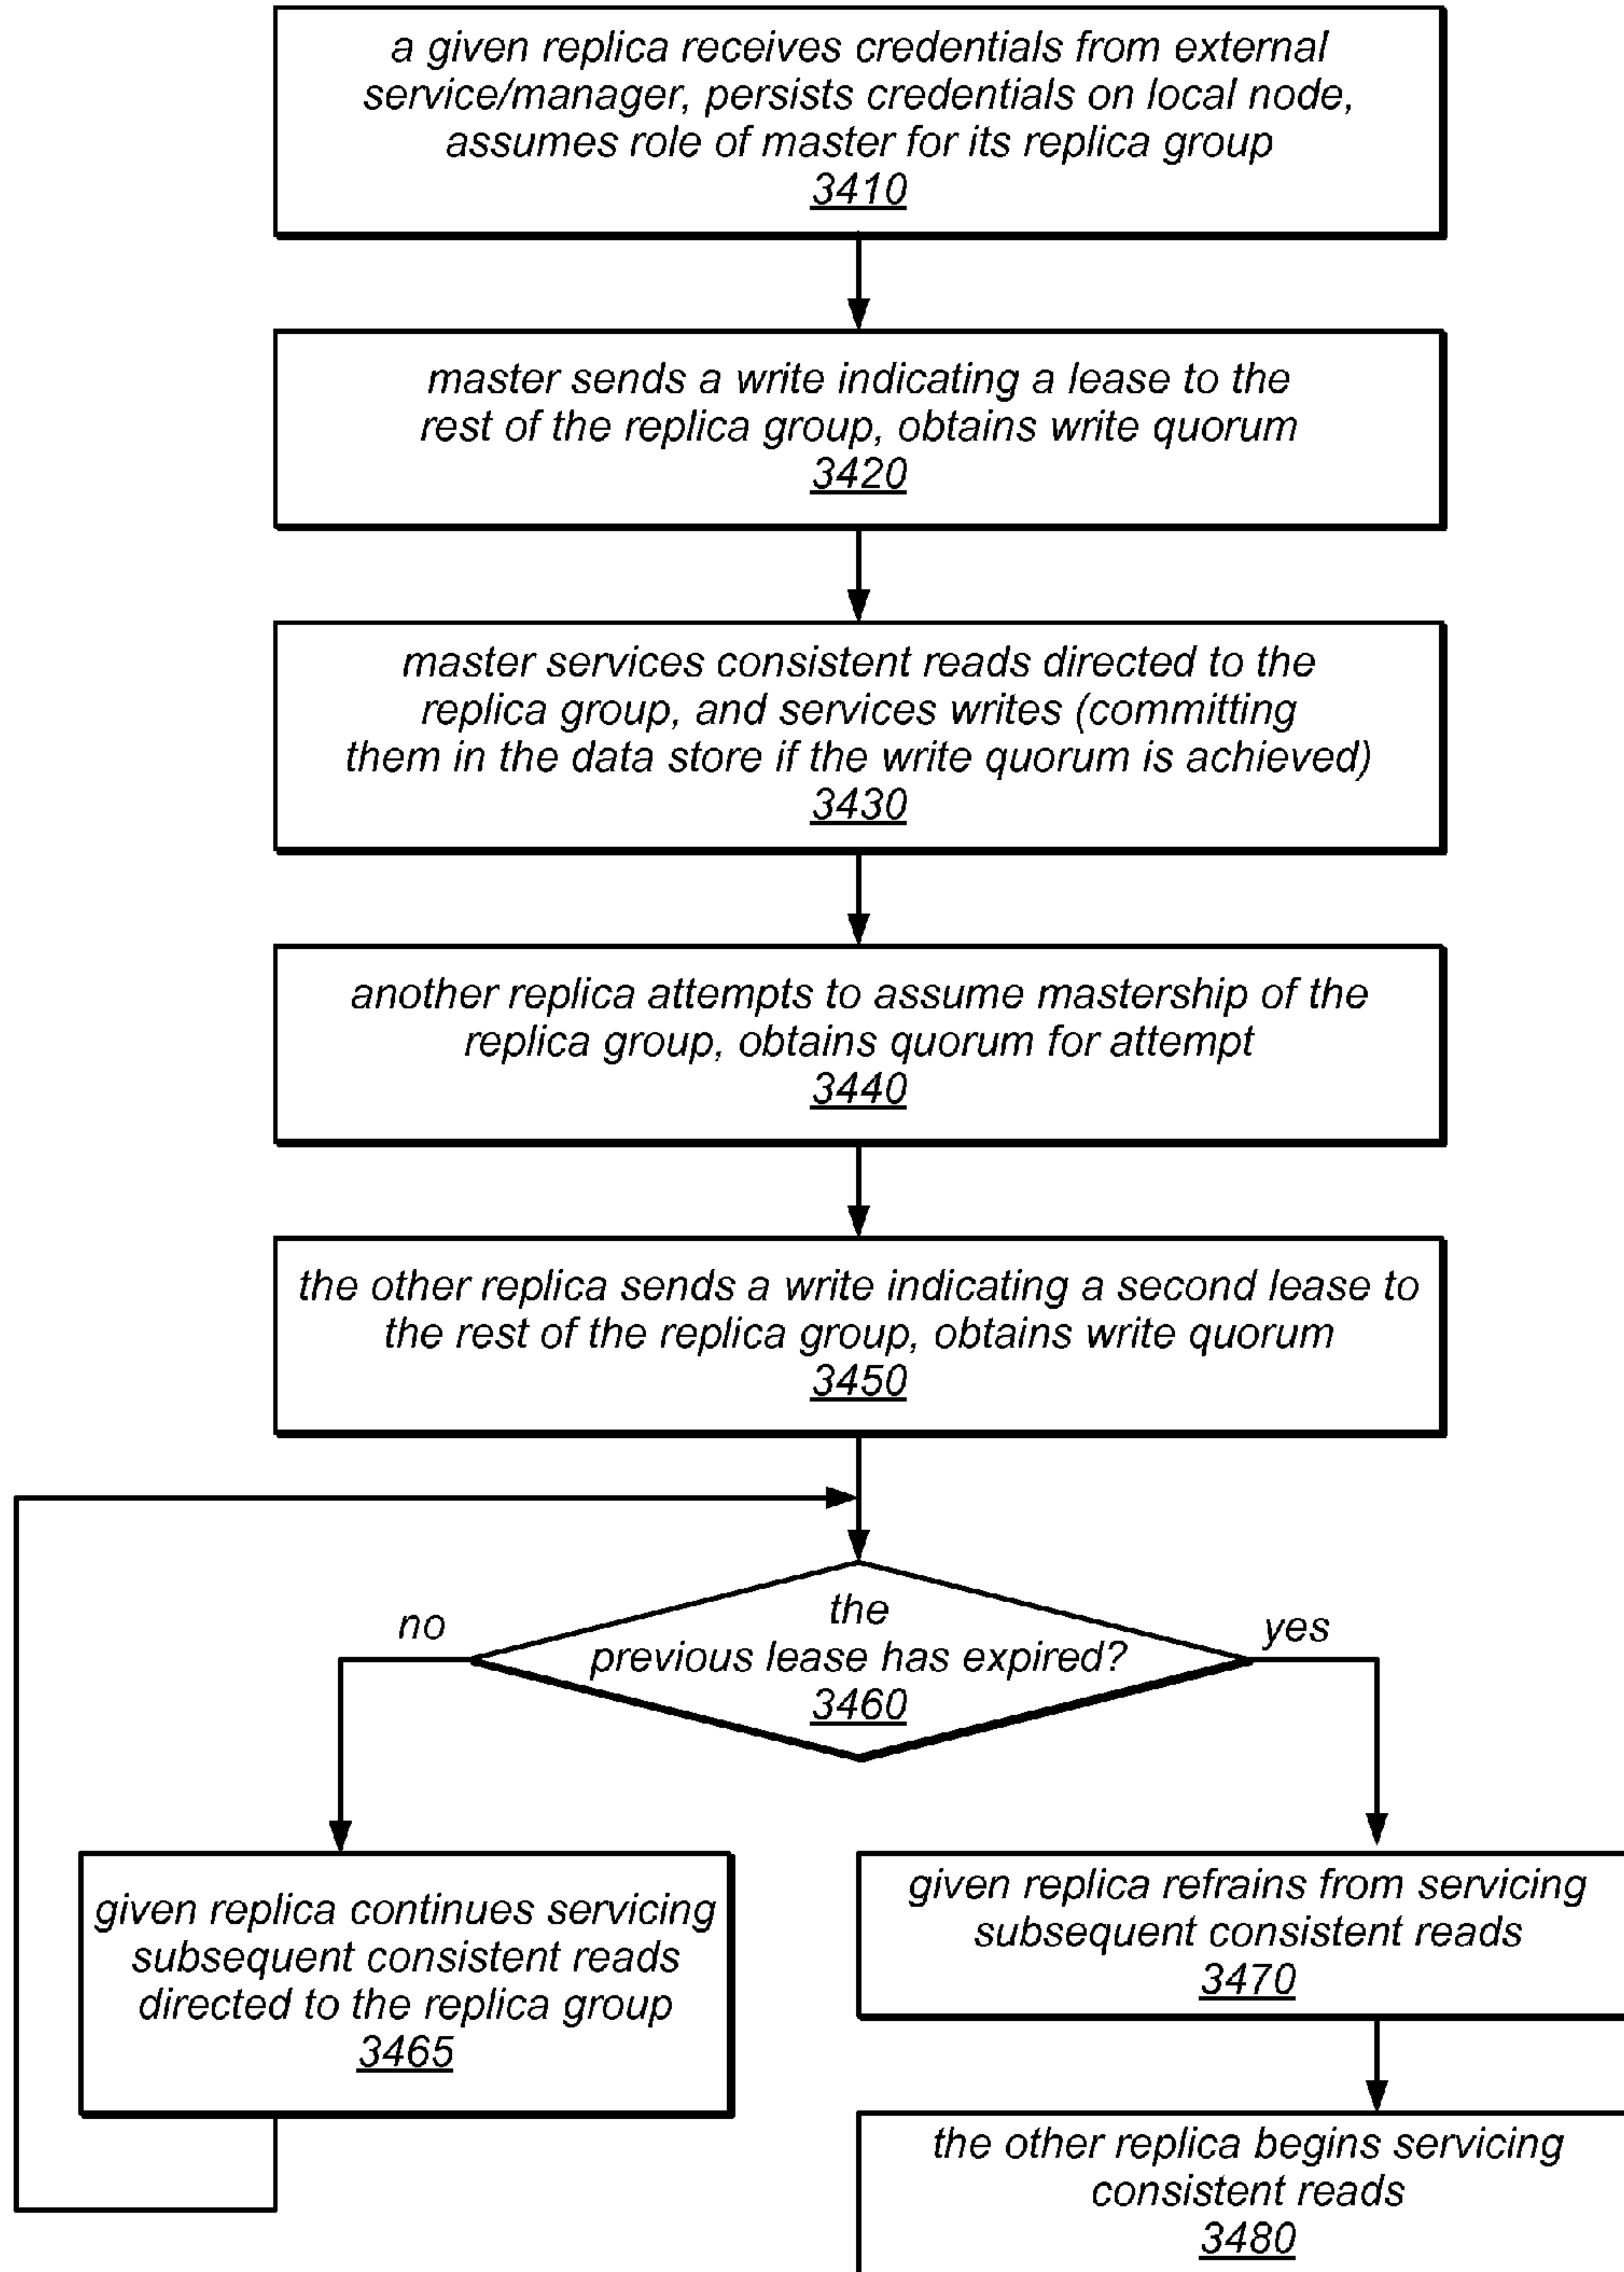 a given replica receives credentials from external
service/manager, persists credentials on local node,
assumes role of master for its replica group
3410
master sends a write indicating a lease to the
rest of the replica group, obtains write quorum
3420
master services consistent reads directed to the
replica group, and services writes (committing
them in the data store if the write quorum is achieved)
3430
another replica attempts to assume mastership of the
replica group, obtains quorum for attempt
3440
the other replica sends a write indicating a second lease to
the rest of the replica group, obtains write quorum
3450
the
previous lease has expired?
3460
no
yes
given replica continues servicing
subsequent consistent reads
directed to the replica group
3465
given replica refrains from servicing
subsequent consistent reads
3470
the other replica begins servicing
consistent reads
3480